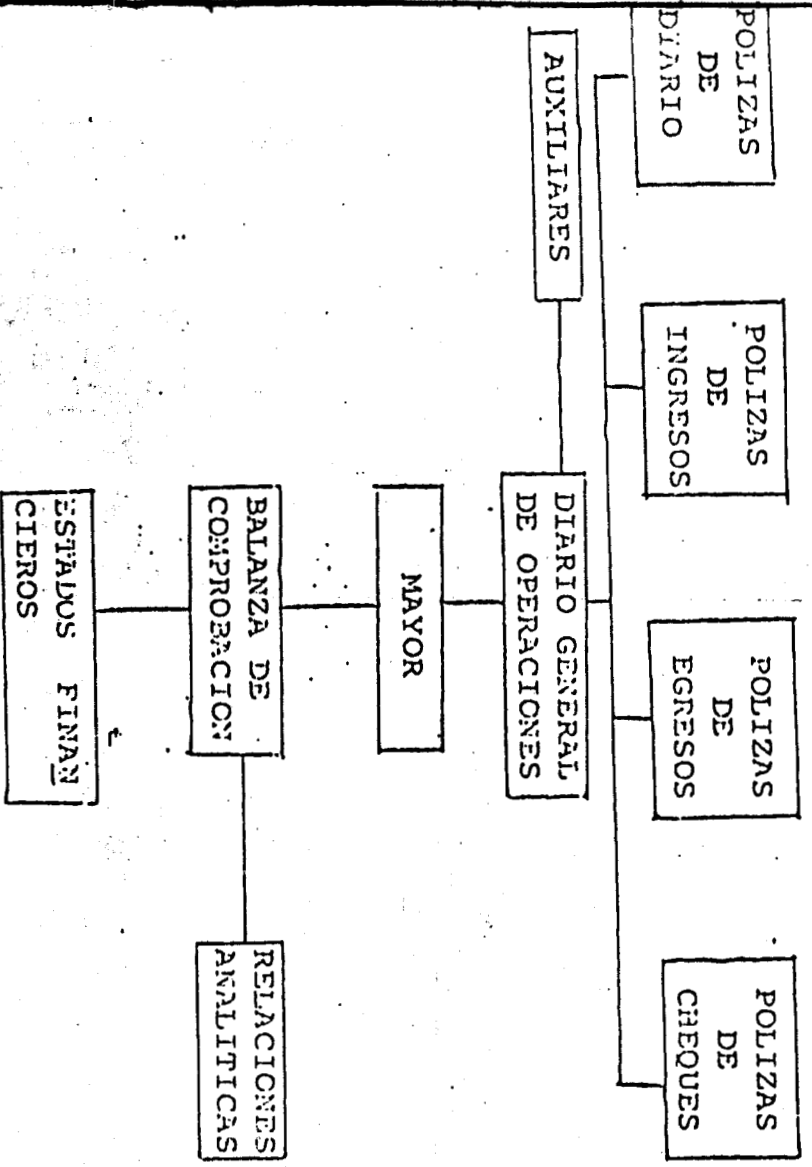 POLIZAS
DE
DIARIO
POLIZAS
DE
INGRESOS
POLIZAS
DE
EGRESOS
POLIZAS
DE
CHEQUES
AUXILIARES
DIARIO GENERAL
DE OPERACIONES
MAYOR
BALANZA DE
COMPROBACION
RELACIONES
ANALITICAS
ESTADOS FINAN
CIEROS